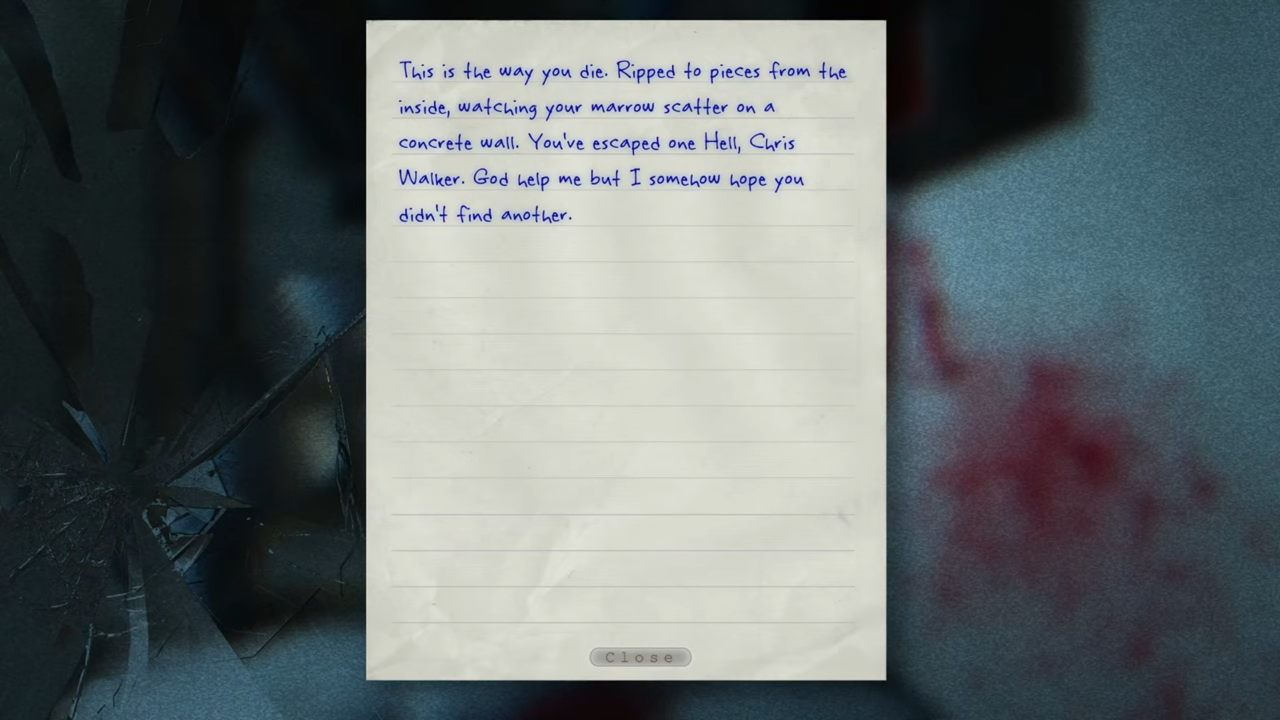 This is the way you die. Ripped to pieces from the
inside, watching your marrow scatter on a
concrete wall. You've escaped one Hell, Chris
Walker. God help me but I somehow hope you
didn't find another.
Close